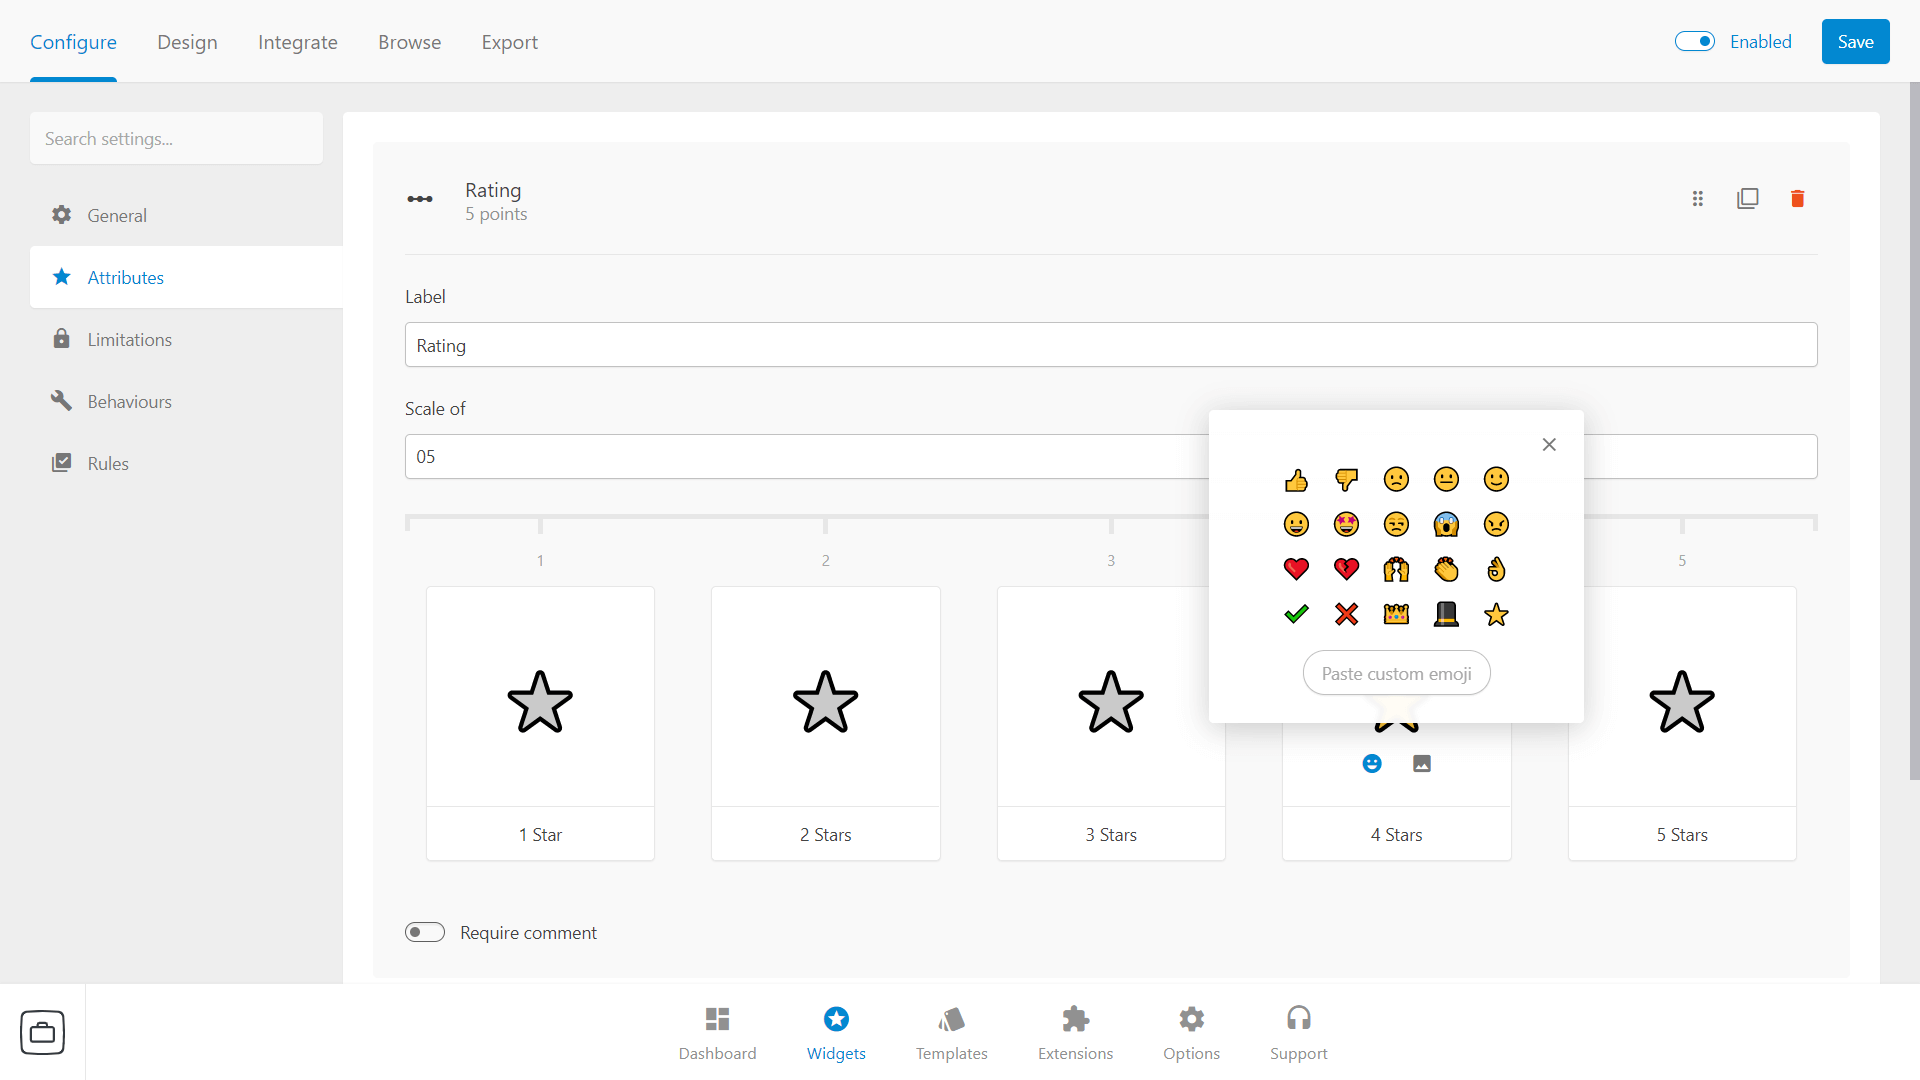 Configure
Design
Integrate
Browse
Export
Enabled
Save
Search settings...
General
Attributes
Limitations
Behaviours
Rules
Rating
5 points
Label
Rating
Scale of
05
1
2
3
5
Paste custom emoji
1 Star
2 Stars
3 Stars
4 Stars
5 Stars
Require comment
Dashboard
Widgets
Templates
Extensions
Options
Support